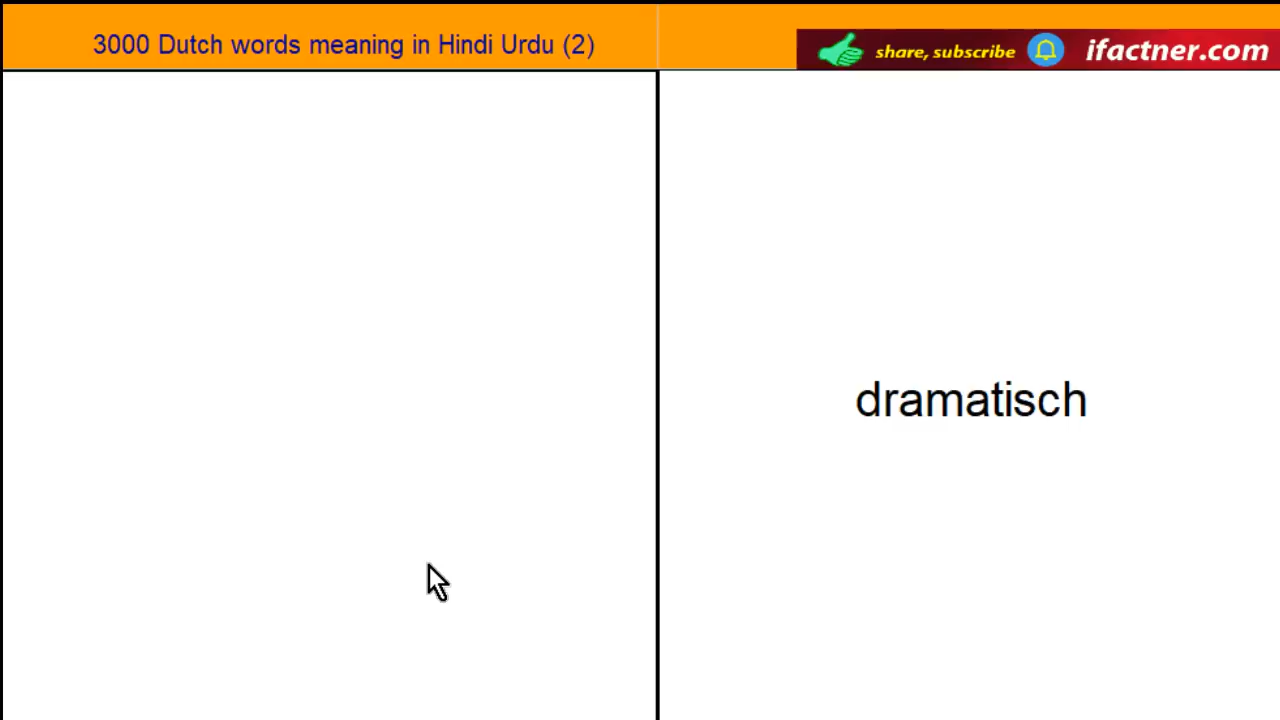 3000 Dutch words meaning in Hindi Urdu (2)
share, subscribe
ifactner.com
dramatisch